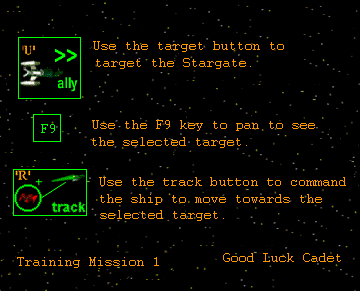 'U'
>>
ally
Use the target button to
target the Stargate.
F9
Use the F9 key to pan to see
the selected target.
'R'
+
track
Use the track button to command
the ship to move towards the
selected target.
Training Mission 1
Good Luck Cadet